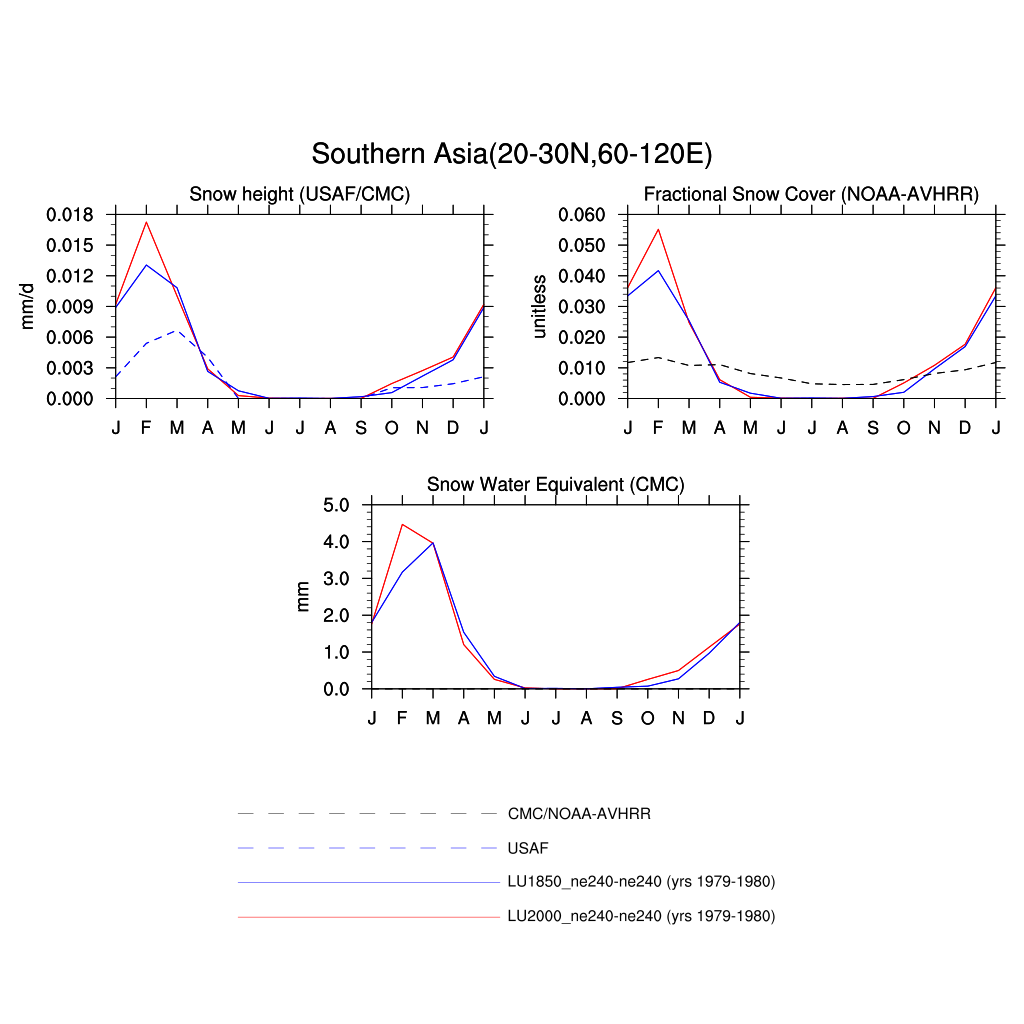 Southern Asia(20-30N,60-120E)
Snow height (USAF/CMC)
0.018
0.015
0.012
0.009
0.006
0.003
0.000
mm/d
J F M A M J J A S O N D J
Fractional Snow Cover (NOAA-AVHRR)
0.060
0.050
0.040
0.030
0.020
0.010
0.000
unitless
J F M A M J J A S O N D J
Snow Water Equivalent (CMC)
5.0
4.0
3.0
2.0
1.0
0.0
mm
J F M A M J J A S O N D J
CMC/NOAA-AVHRR
USAF
LU1850_ne240-ne240 (yrs 1979-1980)
LU2000_ne240-ne240 (yrs 1979-1980)